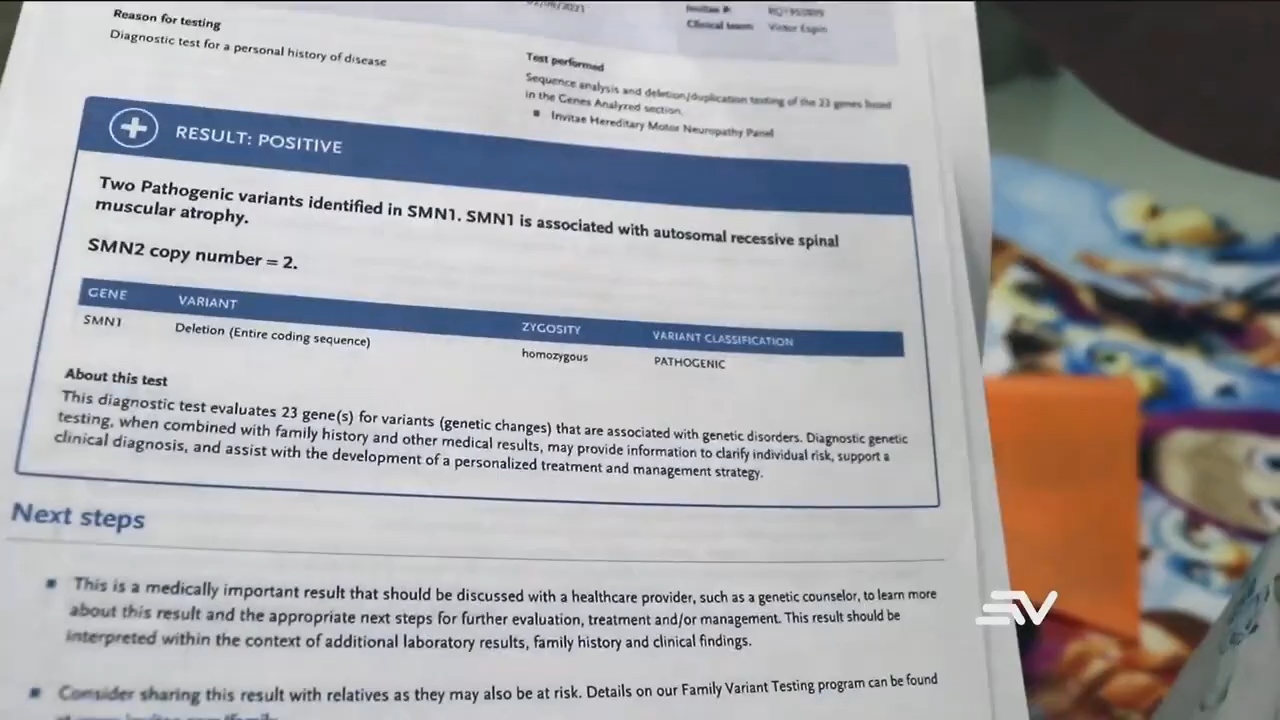 Reason for testing
Diagnostic test for a personal history of disease
Clinical team:
Test performed
Sequence analysis and deletion/duplication testing of the 23 genes listed
in the Genes Analyzed section.
▪ Invitae Hereditary Motor Neuropathy Panel
RESULT: POSITIVE
Two Pathogenic variants identified in SMN1. SMN1 is associated with autosomal recessive spinal
muscular atrophy.
SMN2 copy number = 2.
GENE VARIANT ZYGOSITY VARIANT CLASSIFICATION
SMN1 Deletion (Entire coding sequence) homozygous PATHOGENIC
About this test
This diagnostic test evaluates 23 gene(s) for variants (genetic changes) that are associated with genetic disorders. Diagnostic genetic
testing, when combined with family history and other medical results, may provide information to clarify individual risk, support a
clinical diagnosis, and assist with the development of a personalized treatment and management strategy.
Next steps
▪ This is a medically important result that should be discussed with a healthcare provider, such as a genetic counselor, to learn more
about this result and the appropriate next steps for further evaluation, treatment and/or management. This result should be
interpreted within the context of additional laboratory results, family history and clinical findings.
▪ Consider sharing this result with relatives as they may also be at risk. Details on our Family Variant Testing program can be found